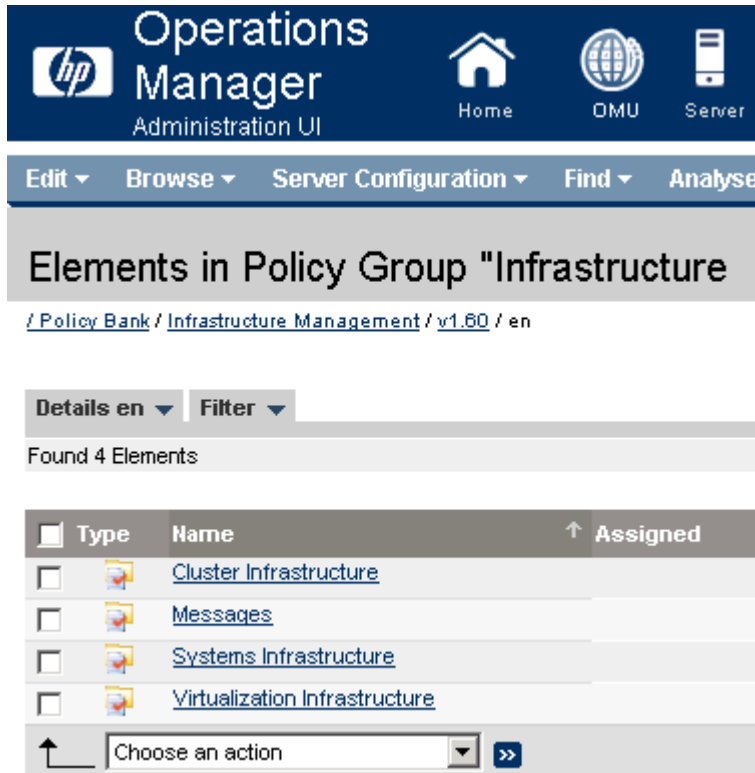 hp
Operations
Manager
Administration UI
Home
OMU
Server
Edit Browse Server Configuration Find Analyse
Elements in Policy Group "Infrastructure
/ Policy Bank / Infrastructure Management / v1.60 / en
Details en Filter
Found 4 Elements
Type Name Assigned
Cluster Infrastructure
Messages
Systems Infrastructure
Virtualization Infrastructure
Choose an action